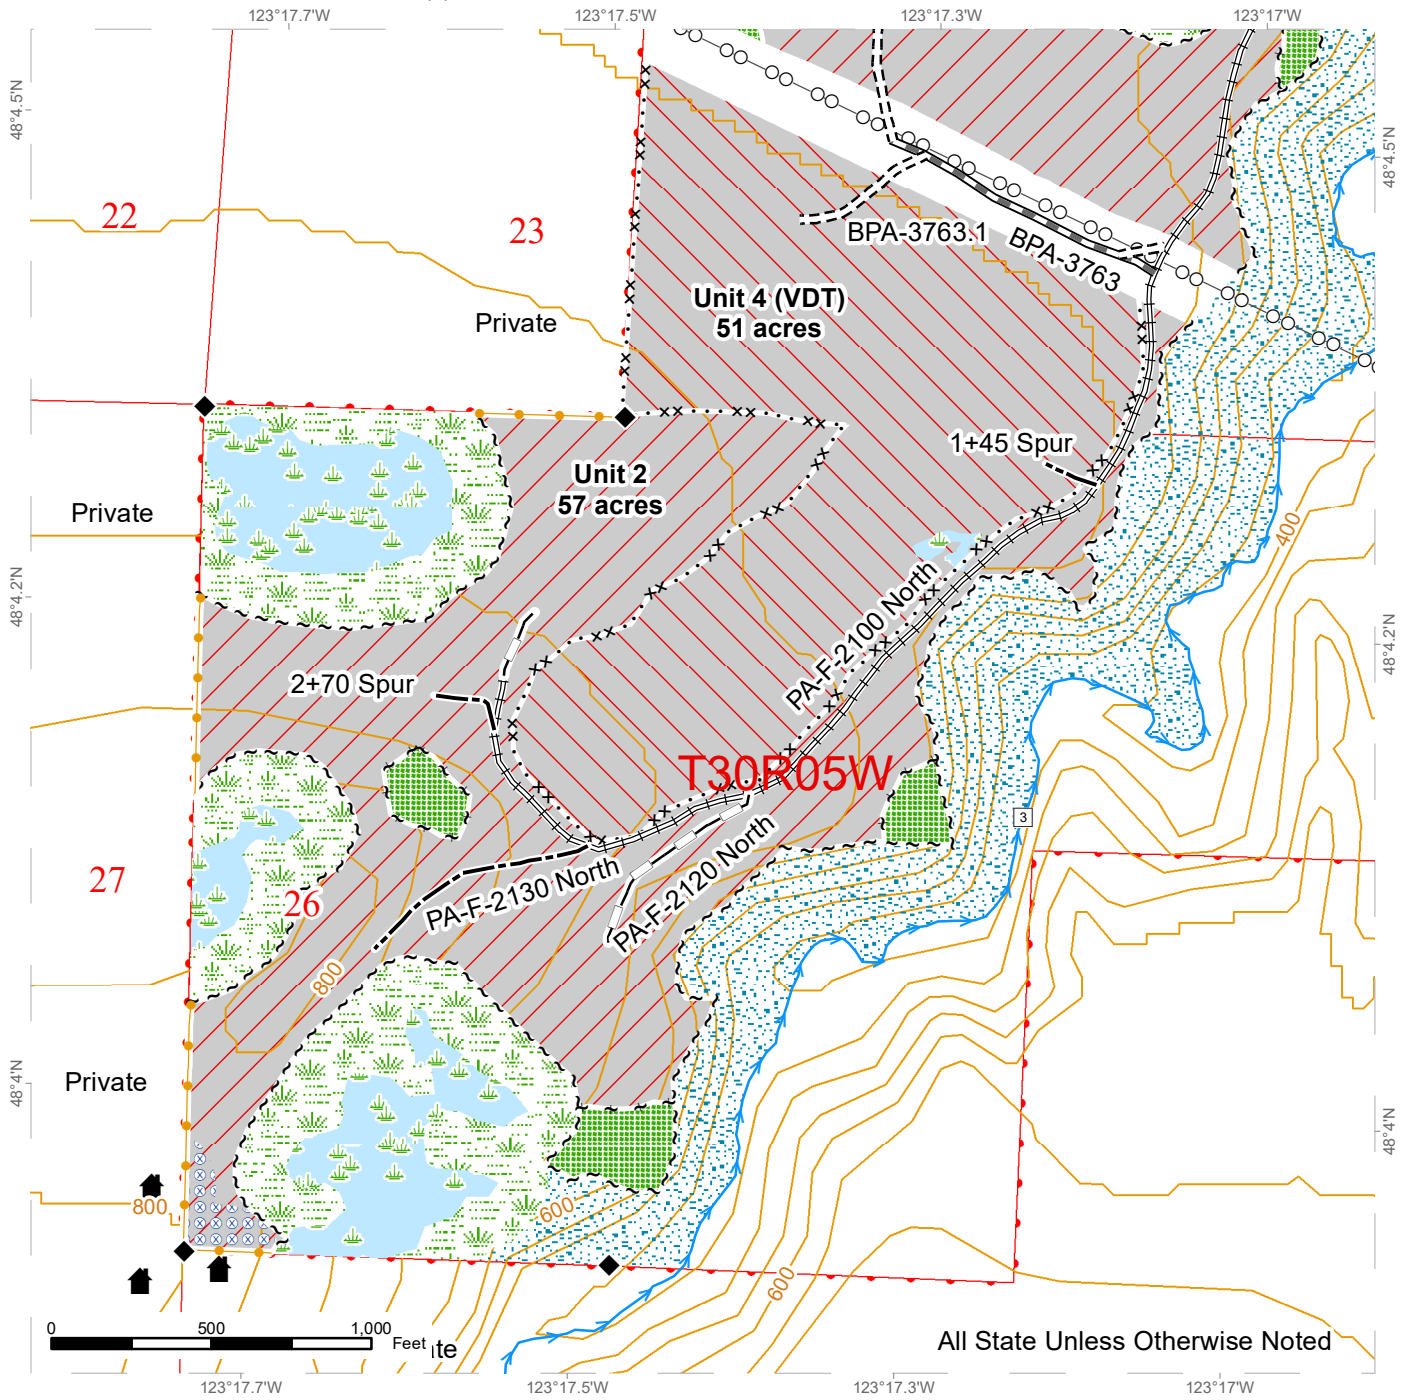 123°17.7'W
123°17.5'W
123°17.3'W
123°17'W
48°4.5'N
48°4.5'N
22
23
BPA-3763.1
BPA-3763
Unit 4 (VDT)
51 acres
Private
1+45 Spur
Unit 2
57 acres
Private
400
48°4.2'N
48°4.2'N
PA-F-2100 North
2+70 Spur
T30R05W
3
27
26
PA-F-2130 North
PA-F-2120 North
800
Private
48°4'N
48°4'N
800
600
600
0 500 1,000
Feet
te
All State Unless Otherwise Noted
123°17.7'W
123°17.5'W
123°17.3'W
123°17'W